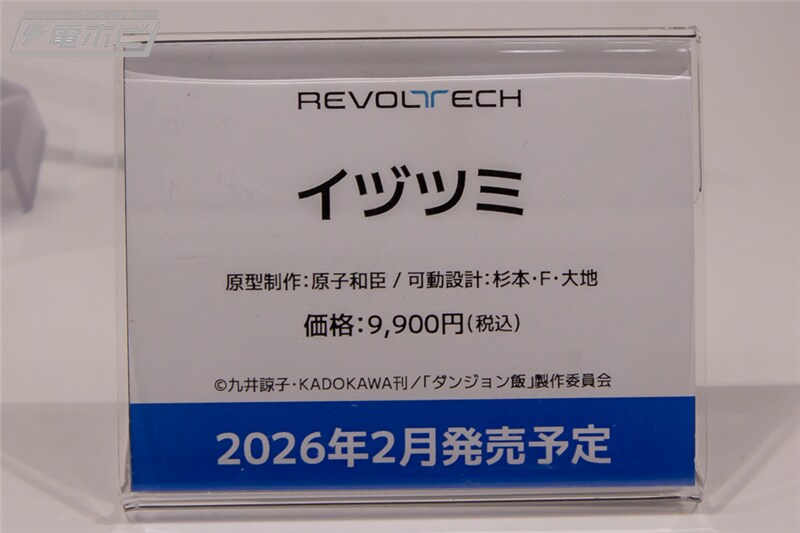 電ホビ
REVOLTECH
イヅツミ
原型制作：原子和臣 / 可動設計：杉本・F・大地
価格：9,900円（税込）
©九井諒子・KADOKAWA刊／「ダンジョン飯」製作委員会
2026年2月発売予定